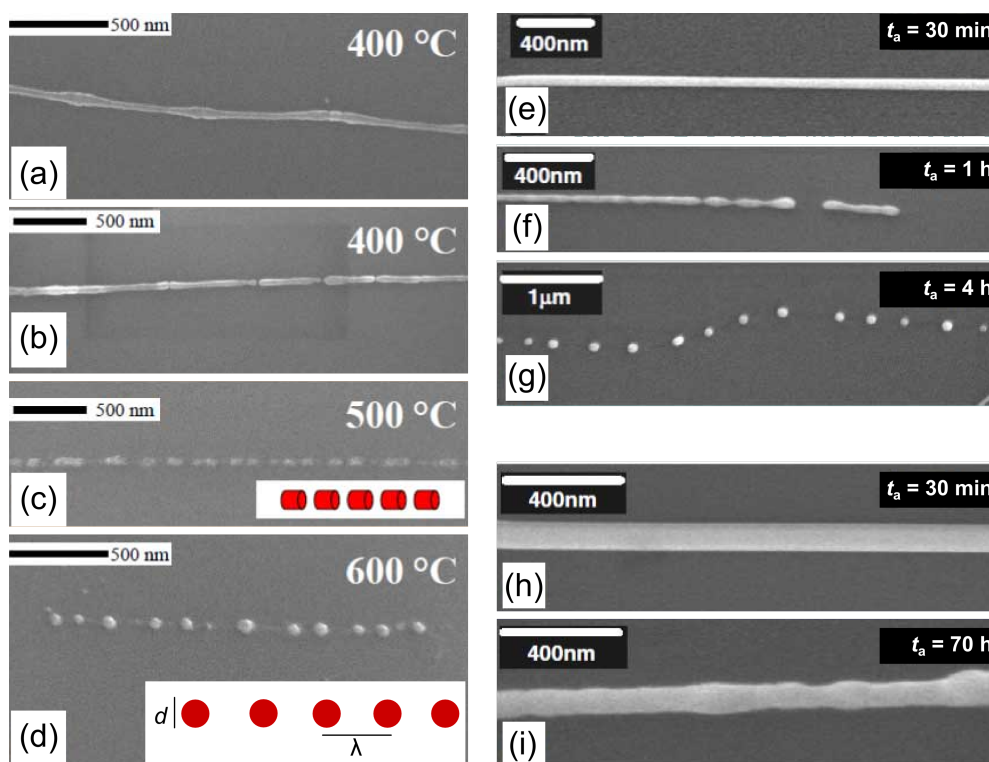 500 nm
400 °C
(a)
500 nm
400 °C
(b)
500 nm
500 °C
(c)
500 nm
600 °C
d
λ
(d)
400nm
ta = 30 min
(e)
400nm
ta = 1 h
(f)
1µm
ta = 4 h
(g)
400nm
ta = 30 min
(h)
400nm
ta = 70 h
(i)